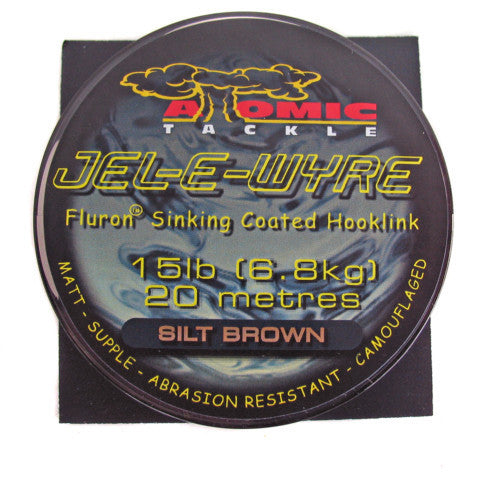 ATOMIC
TACKLE
JEL-E-WYRE
Fluron™ Sinking Coated Hooklink
15lb (6.8kg)
20 metres
SILT BROWN
MATT - SUPPLE - ABRASION RESISTANT - CAMOUFLAGED